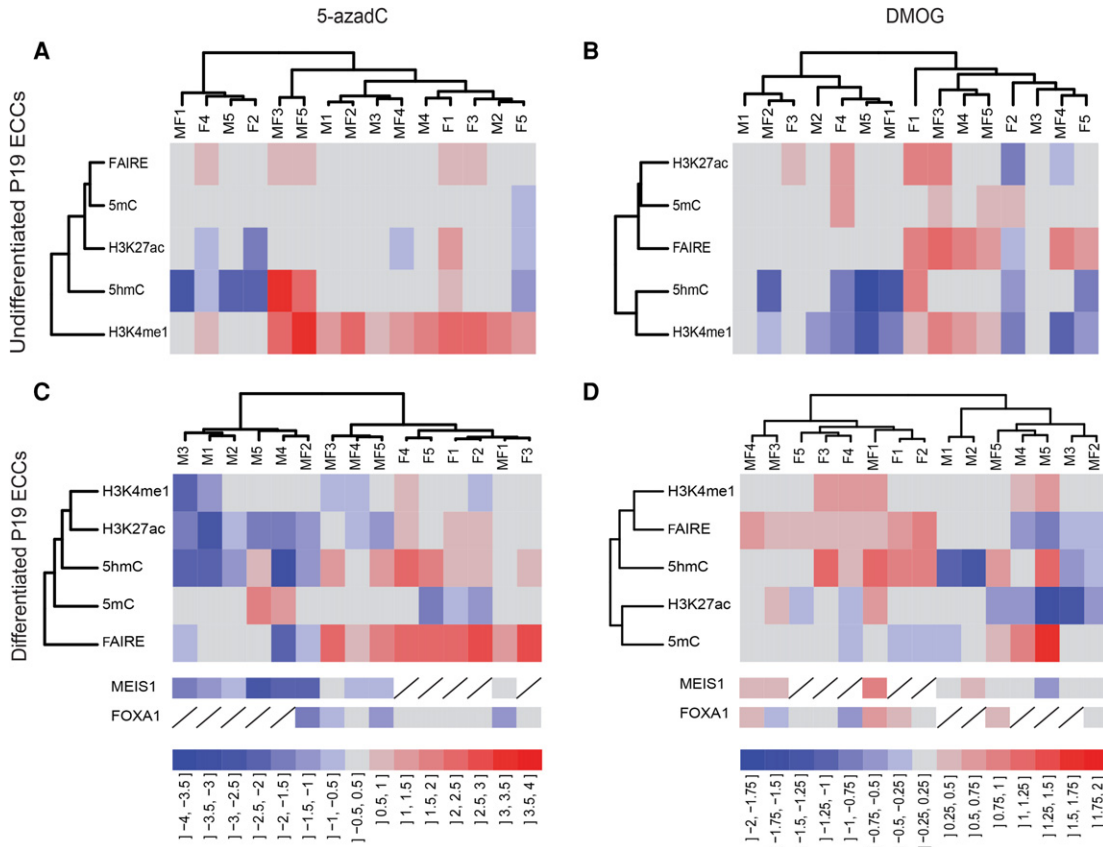 5-azadC
DMOG
A
B
MF1 F4 M5 F2 MF3 MF5 M1 MF2 M3 MF4 M4 F1 F3 M2 F5
M1 MF2 F3 M2 F4 M5 MF1 F1 MF3 M4 MF5 F2 M3 MF4 F5
Undifferentiated P19 ECCs
FAIRE
5mC
H3K27ac
5hmC
H3K4me1
H3K27ac
5mC
FAIRE
5hmC
H3K4me1
C
D
M3 M1 M2 M5 M4 MF2 MF3 MF4 MF5 F4 F5 F1 F2 MF1 F3
MF4 MF3 F5 F3 F4 MF1 F1 F2 M1 M2 MF5 M4 M5 M3 MF2
Differentiated P19 ECCs
H3K4me1
H3K27ac
5hmC
5mC
FAIRE
MEIS1
FOXA1
H3K4me1
FAIRE
5hmC
H3K27ac
5mC
MEIS1
FOXA1
] −4, −3.5 ]
] −3.5, −3 ]
] −3, −2.5 ]
] −2.5, −2 ]
] −2, −1.5 ]
] −1.5, −1 ]
] −1, −0.5 ]
] −0.5, 0.5 ]
] 0.5, 1 ]
] 1, 1.5 ]
] 1.5, 2 ]
] 2, 2.5 ]
] 2.5, 3 ]
] 3, 3.5 ]
] 3.5, 4 ]
] −2, −1.75 ]
] −1.75, −1.5 ]
] −1.5, −1.25 ]
] −1.25, −1 ]
] −1, −0.75 ]
] −0.75, −0.5 ]
] −0.5, −0.25 ]
] −0.25, 0.25 ]
] 0.25, 0.5 ]
] 0.5, 0.75 ]
] 0.75, 1 ]
] 1, 1.25 ]
] 1.25, 1.5 ]
] 1.5, 1.75 ]
[ 1.75, 2 ]